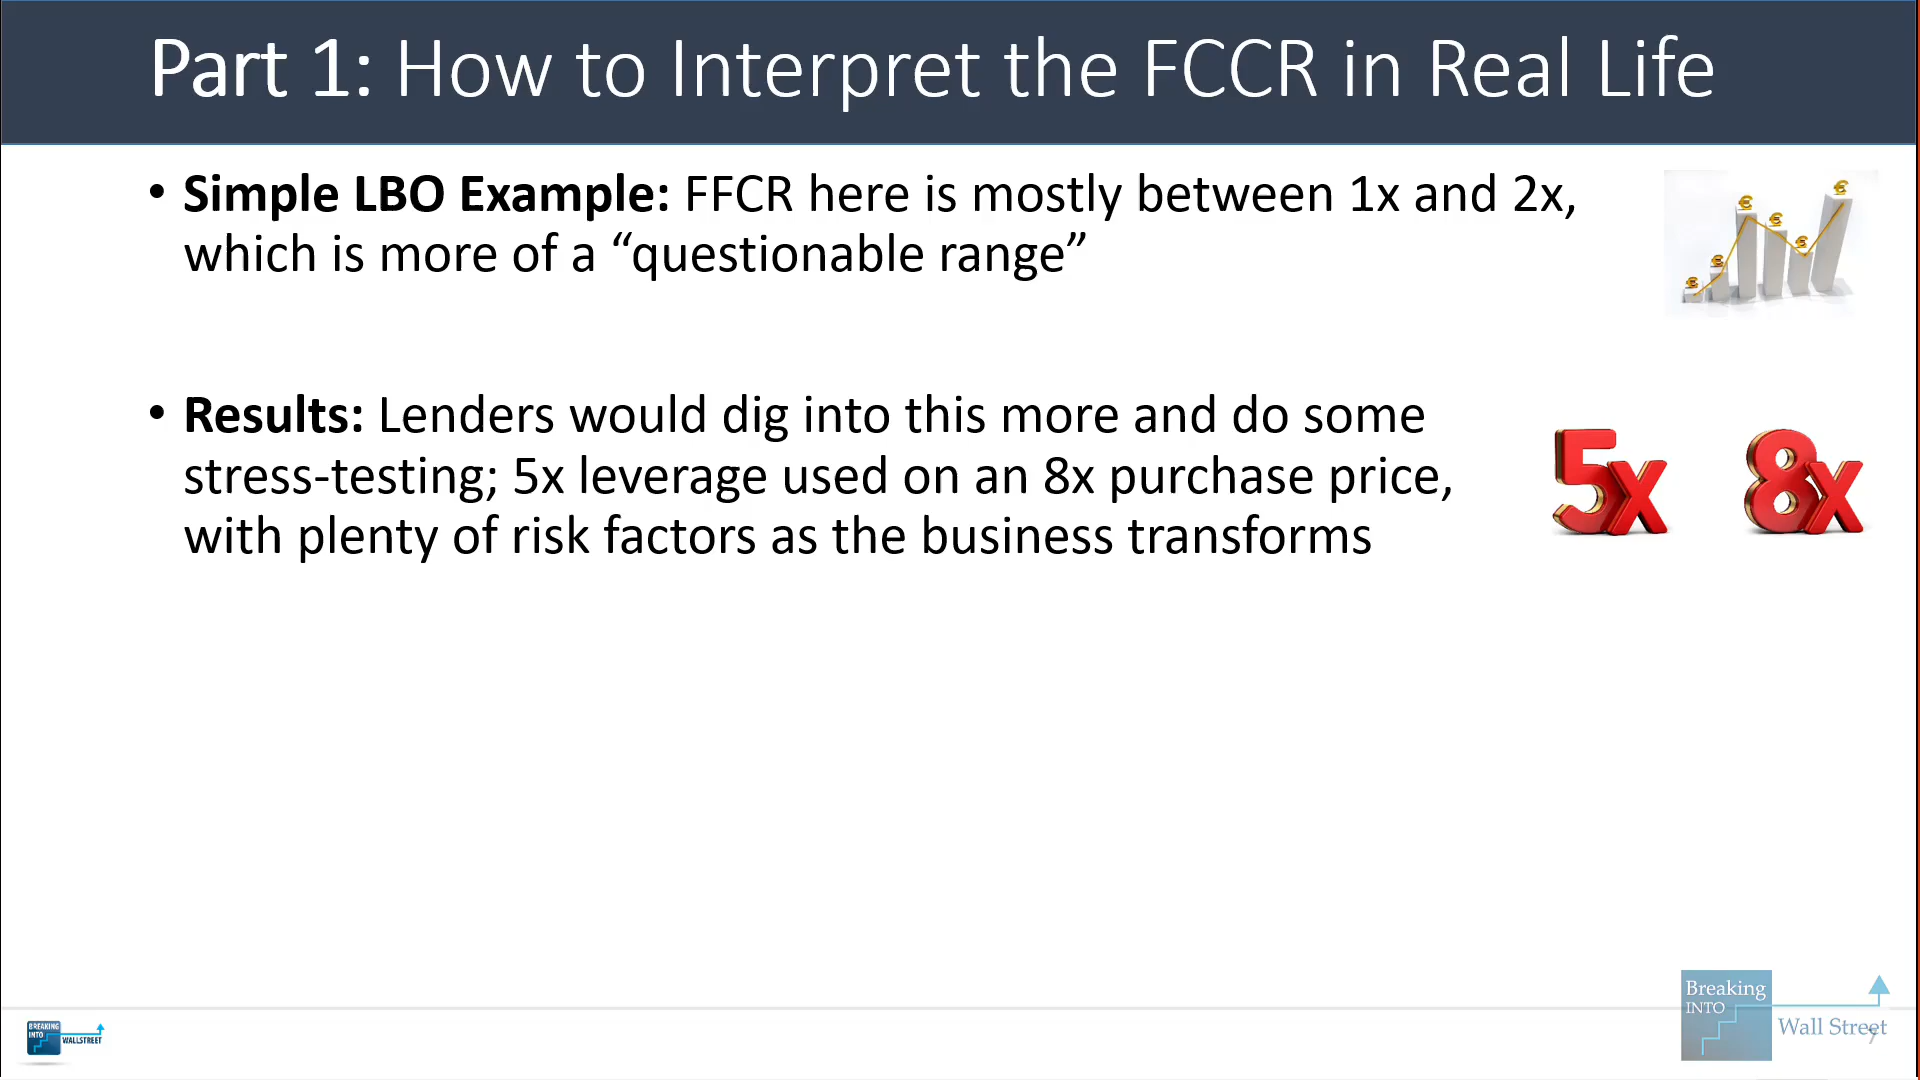 Part 1: How to Interpret the FCCR in Real Life
• Simple LBO Example: FFCR here is mostly between 1x and 2x,
which is more of a “questionable range”
• Results: Lenders would dig into this more and do some
stress-testing; 5x leverage used on an 8x purchase price,
with plenty of risk factors as the business transforms
5x 8x
BREAKING
INTO
WALLSTREET
Breaking
INTO
Wall Street
7